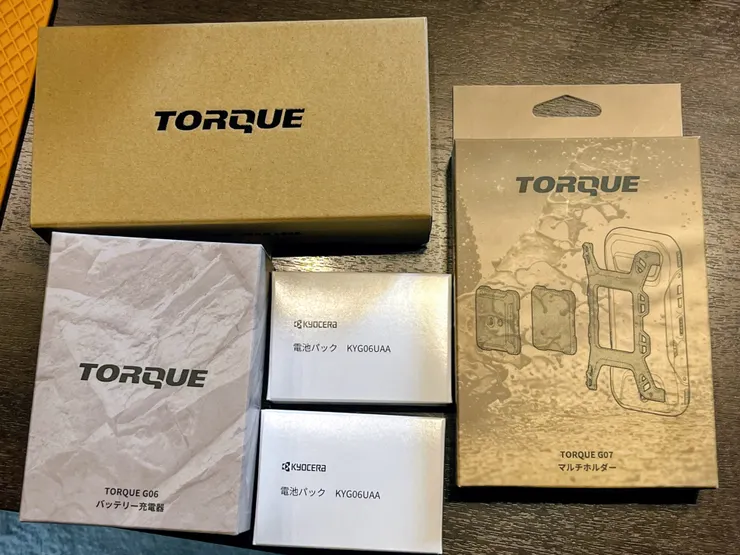 TORQUE
TORQUE
TORQUE G07
マルチホルダー
TORQUE
TORQUE G06
バッテリー充電器
KYOCERA
電池パック KYG06UAA
KYOCERA
電池パック KYG06UAA